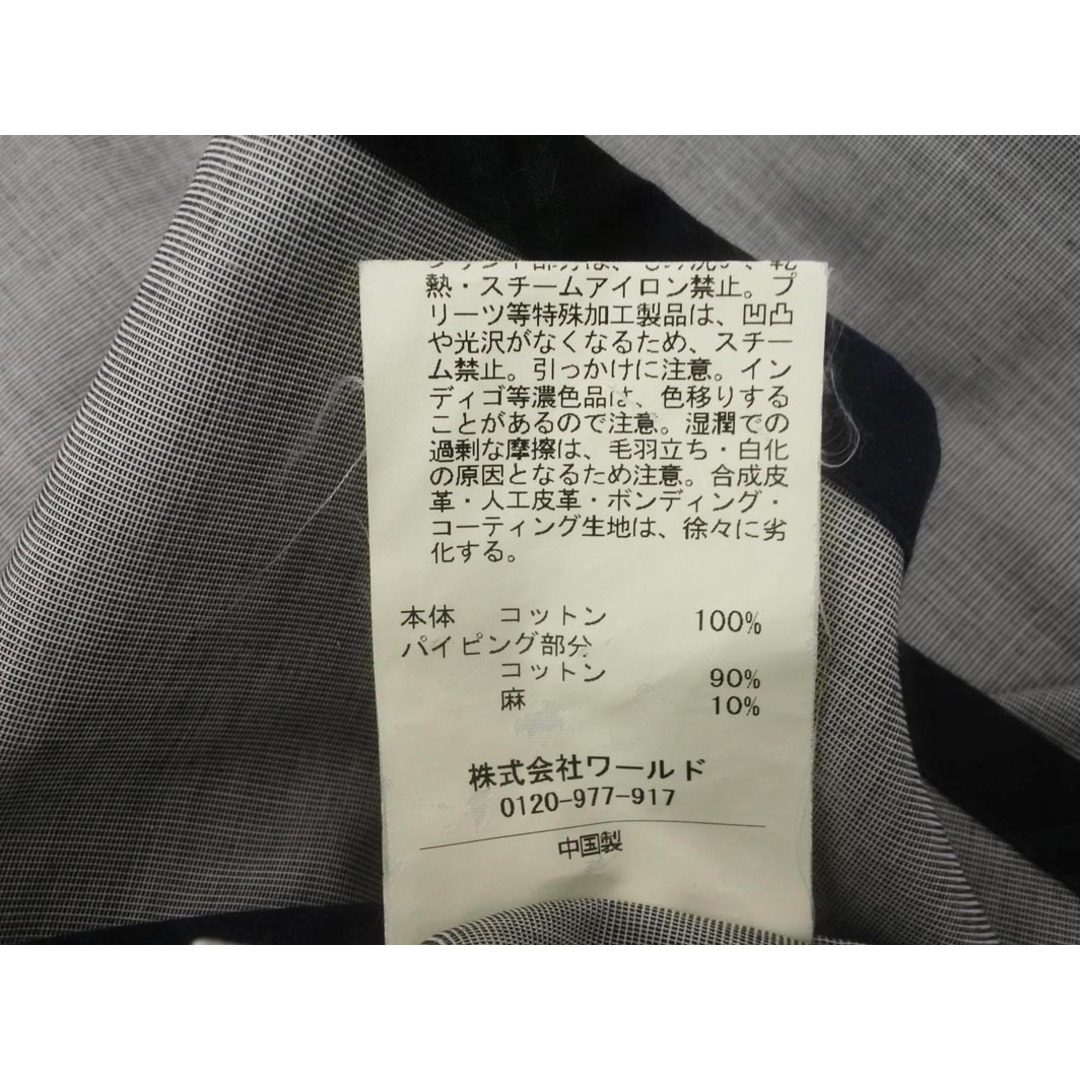 熱・スチームアイロン禁止。プ
リーツ等特殊加工製品は、凹凸
や光沢がなくなるため、スチー
ム禁止。引っかけに注意。イン
ディゴ等濃色品は、色移りする
ことがあるので注意。湿潤での
過剰な摩擦は、毛羽立ち・白化
の原因となるため注意。合成皮
革・人工皮革・ボンディング・
コーティング生地は、徐々に劣
化する。
本体 コットン 100%
パイピング部分
コットン 90%
麻 10%
株式会社ワールド
0120-977-917
中国製